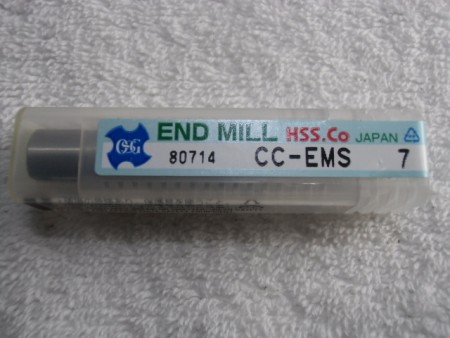 OSG END MILL HSS.Co JAPAN
80714 CC-EMS 7